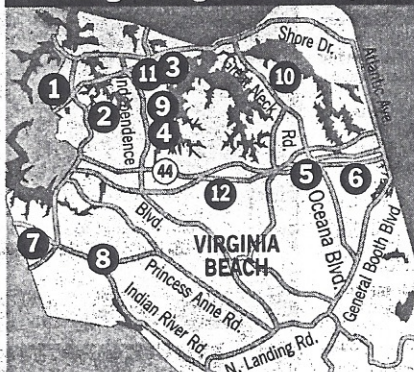 Shore Dr.
Atlantic Ave.
1
11
3
10
Great Neck
Rd.
Independence
Blvd.
2
9
4
44
12
5
6
Oceana Blvd.
General Booth Blvd.
VIRGINIA
BEACH
7
8
Princess Anne Rd.
Indian River Rd.
N. Landing Rd.